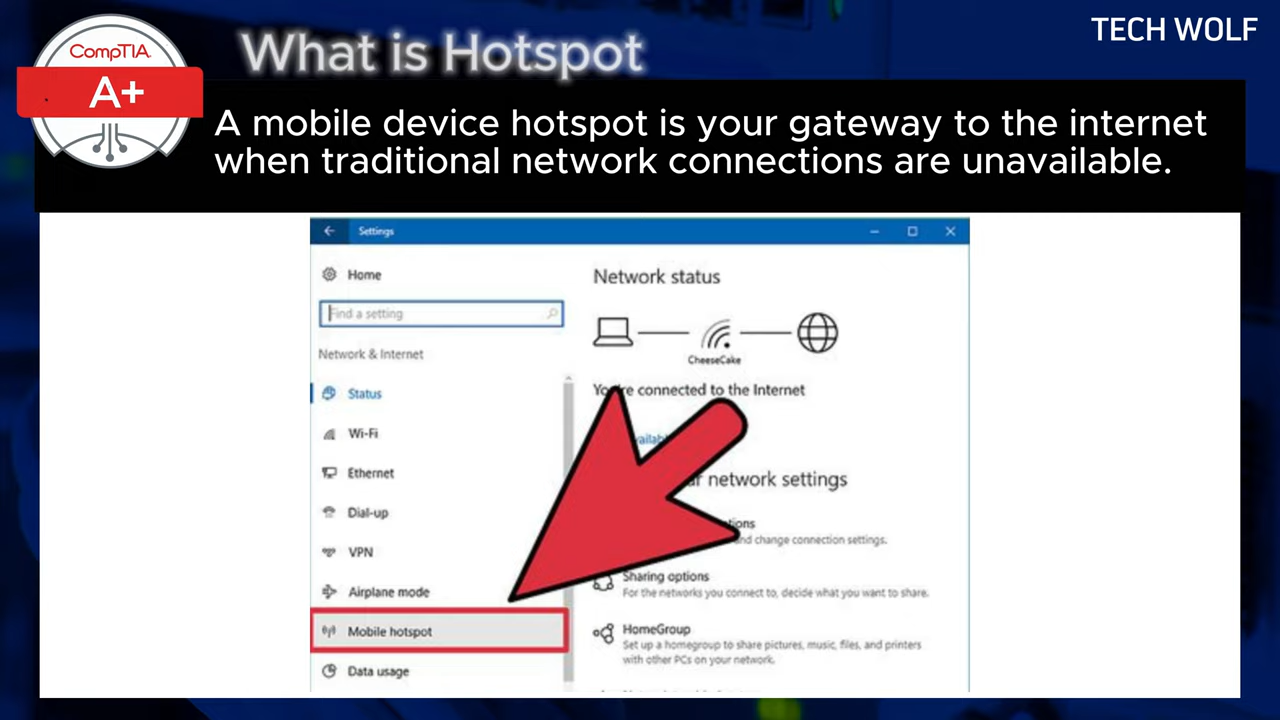 CompTIA.
A+
What is Hotspot
TECH WOLF
A mobile device hotspot is your gateway to the internet
when traditional network connections are unavailable.
Settings
Home
Find a setting
Network & Internet
Status
Wi-Fi
Ethernet
Dial-up
VPN
Airplane mode
Mobile hotspot
Data usage
Network status
CheeseCake
connected to the Internet
network settings
and change connection settings.
Sharing options
For the networks you connect to, decide what you want to share.
HomeGroup
Set up a homegroup to share pictures, music, files, and printers
with other PCs on your network.